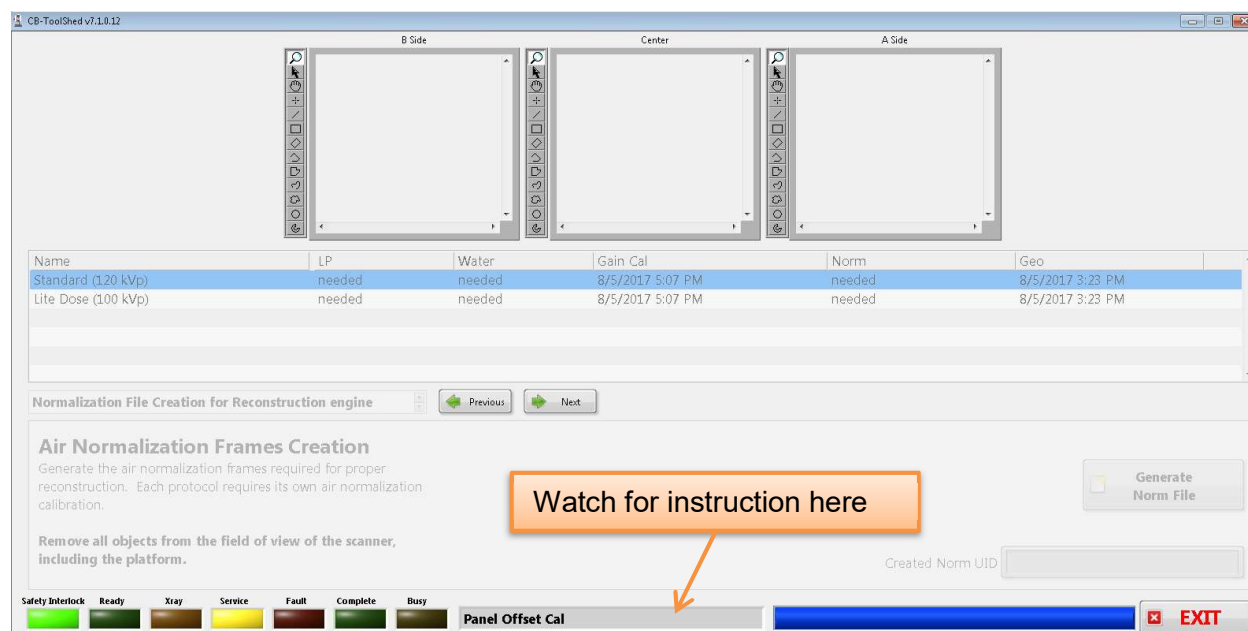 CB-ToolShed v7.1.0.12
B Side Center A Side
Name LP Water Gain Cal Norm Geo
Standard (120 kVp) needed needed 8/5/2017 5:07 PM needed 8/5/2017 3:23 PM
Lite Dose (100 kVp) needed needed 8/5/2017 5:07 PM needed 8/5/2017 3:23 PM
Normalization File Creation for Reconstruction engine Previous Next
Air Normalization Frames Creation
Generate the air normalization frames required for proper
reconstruction. Each protocol requires its own air normalization
calibration.
Remove all objects from the field of view of the scanner,
including the platform.
Watch for instruction here
Generate
Norm File
Created Norm UID
Safety Interlock Ready Xray Service Fault Complete Busy
Panel Offset Cal
EXIT